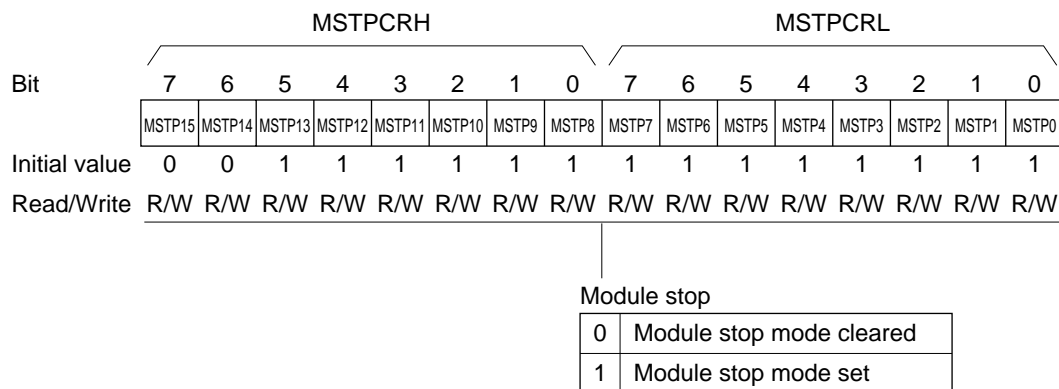 MSTPCRH MSTPCRL
Bit 7 6 5 4 3 2 1 0 7 6 5 4 3 2 1 0
MSTP15 MSTP14 MSTP13 MSTP12 MSTP11 MSTP10 MSTP9 MSTP8 MSTP7 MSTP6 MSTP5 MSTP4 MSTP3 MSTP2 MSTP1 MSTP0
Initial value 0 0 1 1 1 1 1 1 1 1 1 1 1 1 1 1
Read/Write R/W R/W R/W R/W R/W R/W R/W R/W R/W R/W R/W R/W R/W R/W R/W R/W
Module stop
0 Module stop mode cleared
1 Module stop mode set